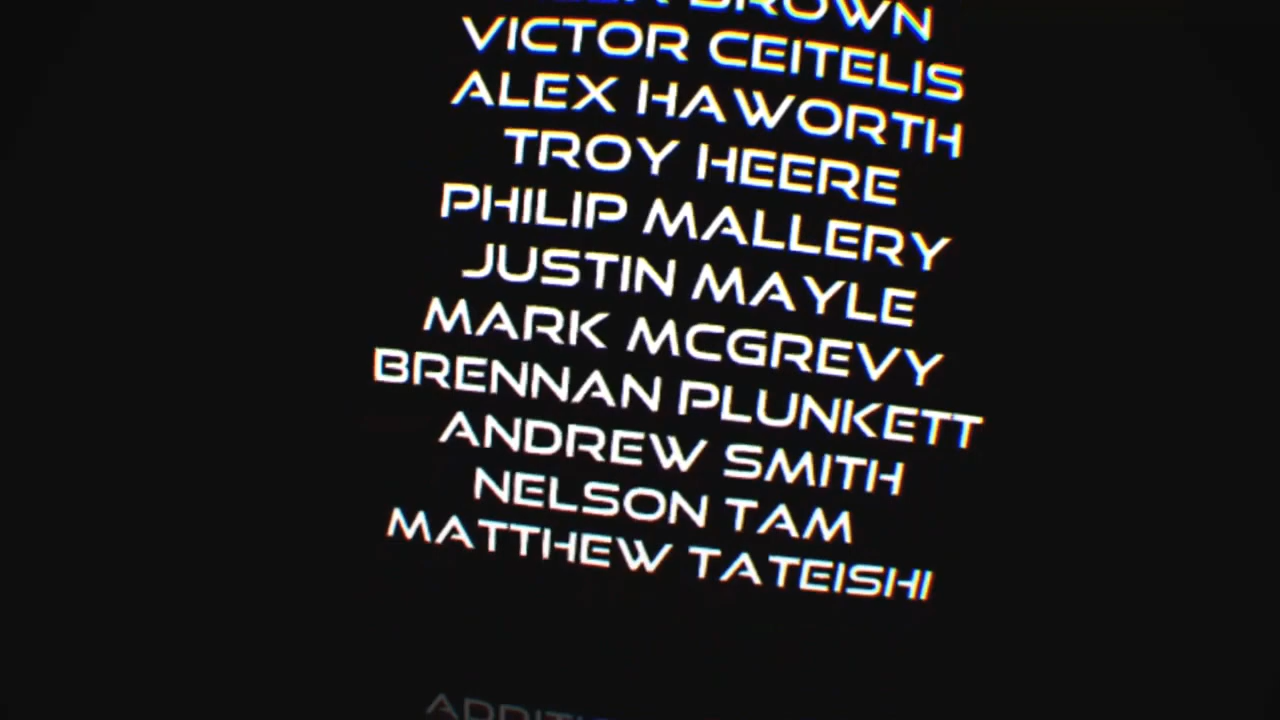 BROWN
VICTOR CEITELIS
ALEX HAWORTH
TROY HEERE
PHILIP MALLERY
JUSTIN MAYLE
MARK MCGREVY
BRENNAN PLUNKETT
ANDREW SMITH
NELSON TAM
MATTHEW TATEISHI